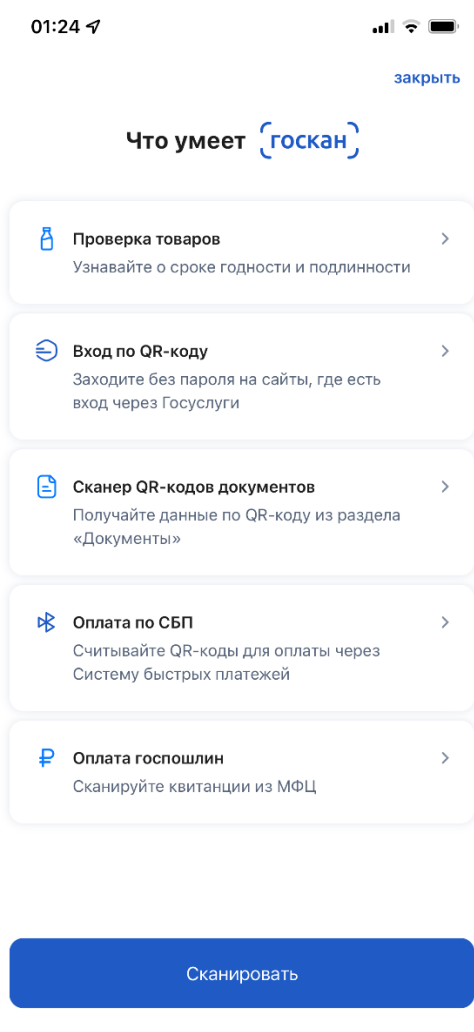 01:24
закрыть
Что умеет госкан
Проверка товаров
Узнавайте о сроке годности и подлинности
Вход по QR-коду
Заходите без пароля на сайты, где есть
вход через Госуслуги
Сканер QR-кодов документов
Получайте данные по QR-коду из раздела
«Документы»
Оплата по СБП
Считывайте QR-коды для оплаты через
Систему быстрых платежей
Оплата госпошлин
Сканируйте квитанции из МФЦ
Сканировать